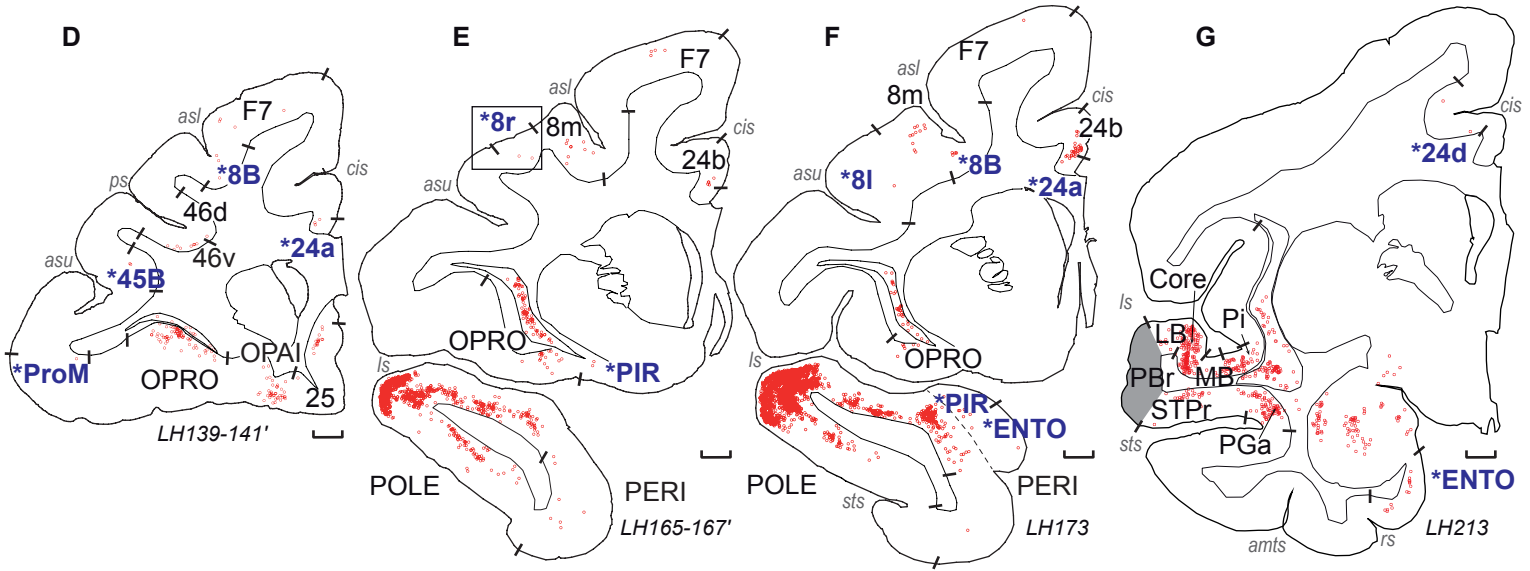 D
F7
asl
*8B
ps
cis
46d
46v
*24a
asu
*45B
OPAI
*ProM
OPRO
25
LH139-141'
E
F7
asl
*8r
8m
cis
24b
asu
OPRO
*PIR
ls
POLE
PERI
LH165-167'
F
F7
asl
8m
cis
24b
*8B
asu
*8l
*24a
OPRO
ls
*PIR
*ENTO
POLE
PERI
sts
LH173
G
cis
*24d
Core
ls
Pi
LBl
PBr
MB
STPr
sts
PGa
*ENTO
amts
rs
LH213